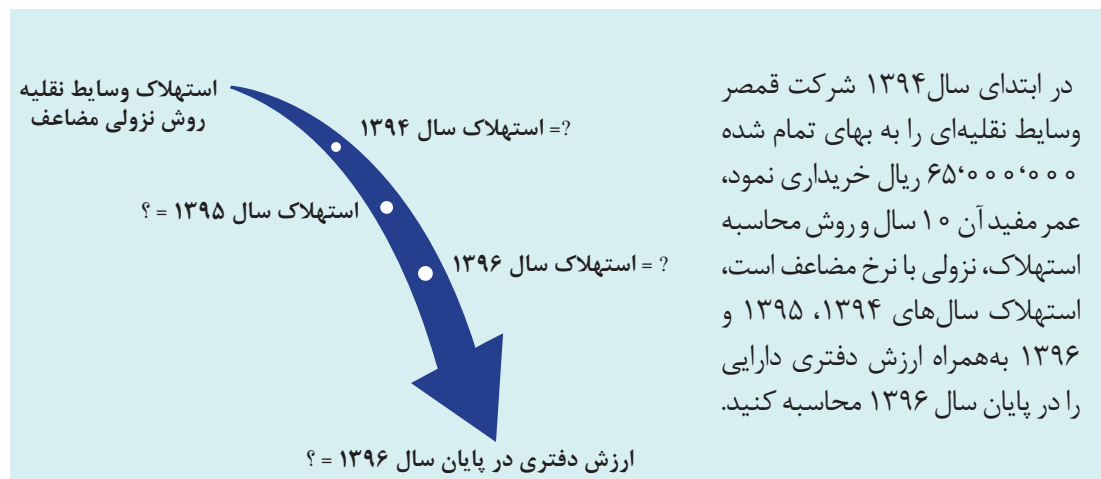 در ابتدای سال۱۳۹۴ شرکت قمصر
وسایط نقلیه‌ای را به بهای تمام شده
۶۵،۰۰۰،۰۰۰ ریال خریداری نمود،
عمر مفید آن ۱۰ سال و روش محاسبه
استهلاک، نزولی با نرخ مضاعف است،
استهلاک سال‌های ۱۳۹۴، ۱۳۹۵ و
۱۳۹۶ به‌همراه ارزش دفتری دارایی
را در پایان سال ۱۳۹۶ محاسبه کنید.
استهلاک وسایط نقلیه
روش نزولی مضاعف
?= استهلاک سال ۱۳۹۴
استهلاک سال ۱۳۹۵ = ؟
? = استهلاک سال ۱۳۹۶
ارزش دفتری در پایان سال ۱۳۹۶ = ؟